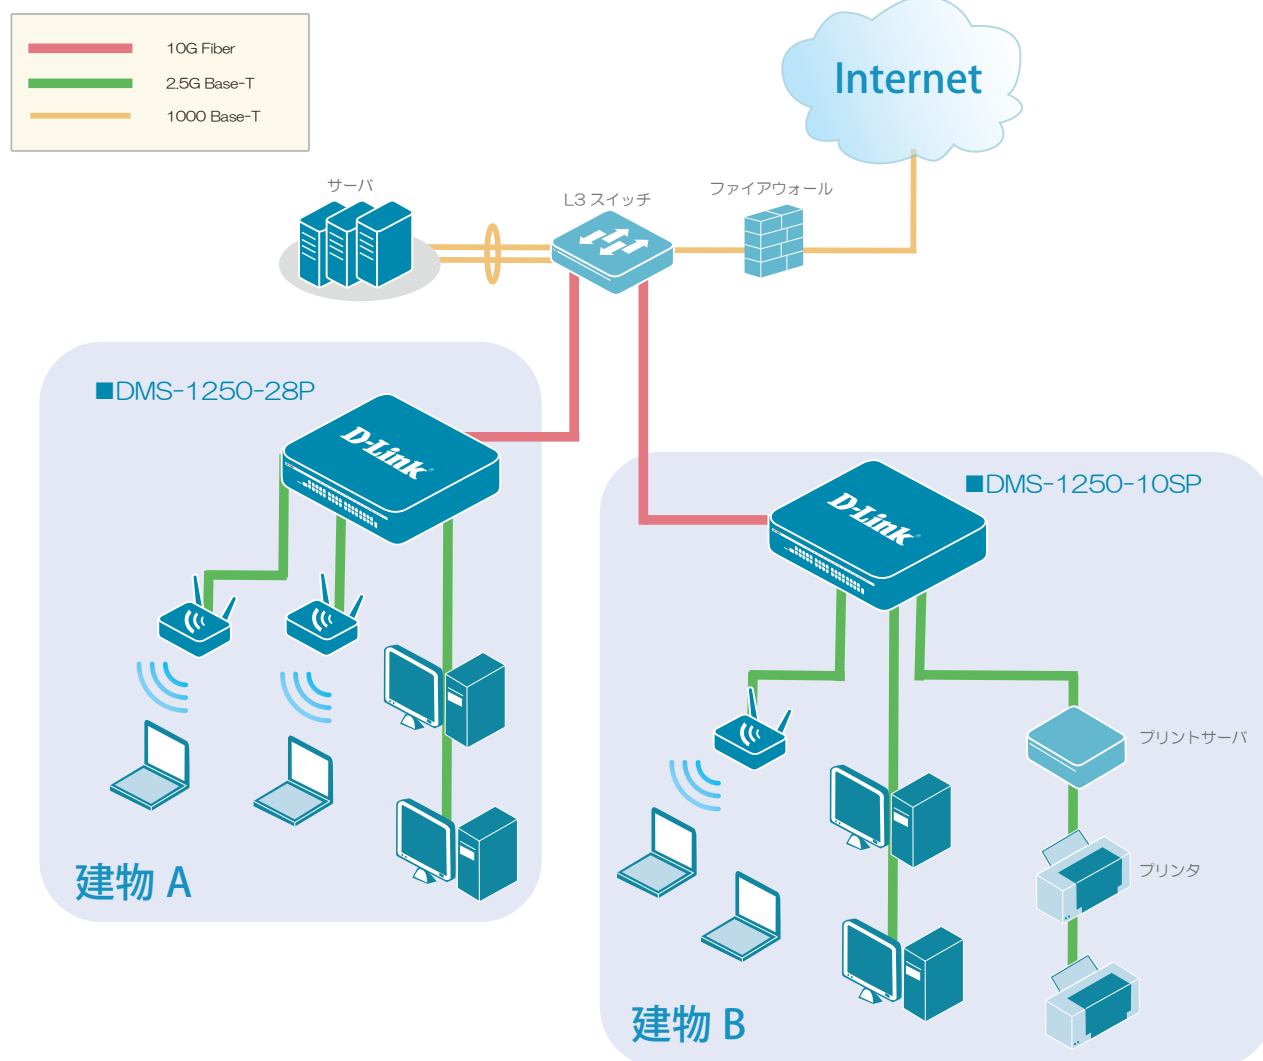 10G Fiber
2.5G Base-T
1000 Base-T
Internet
サーバ
L3 スイッチ
ファイアウォール
■DMS-1250-28P
D-Link
■DMS-1250-10SP
D-Link
プリントサーバ
プリンタ
建物 A
建物 B